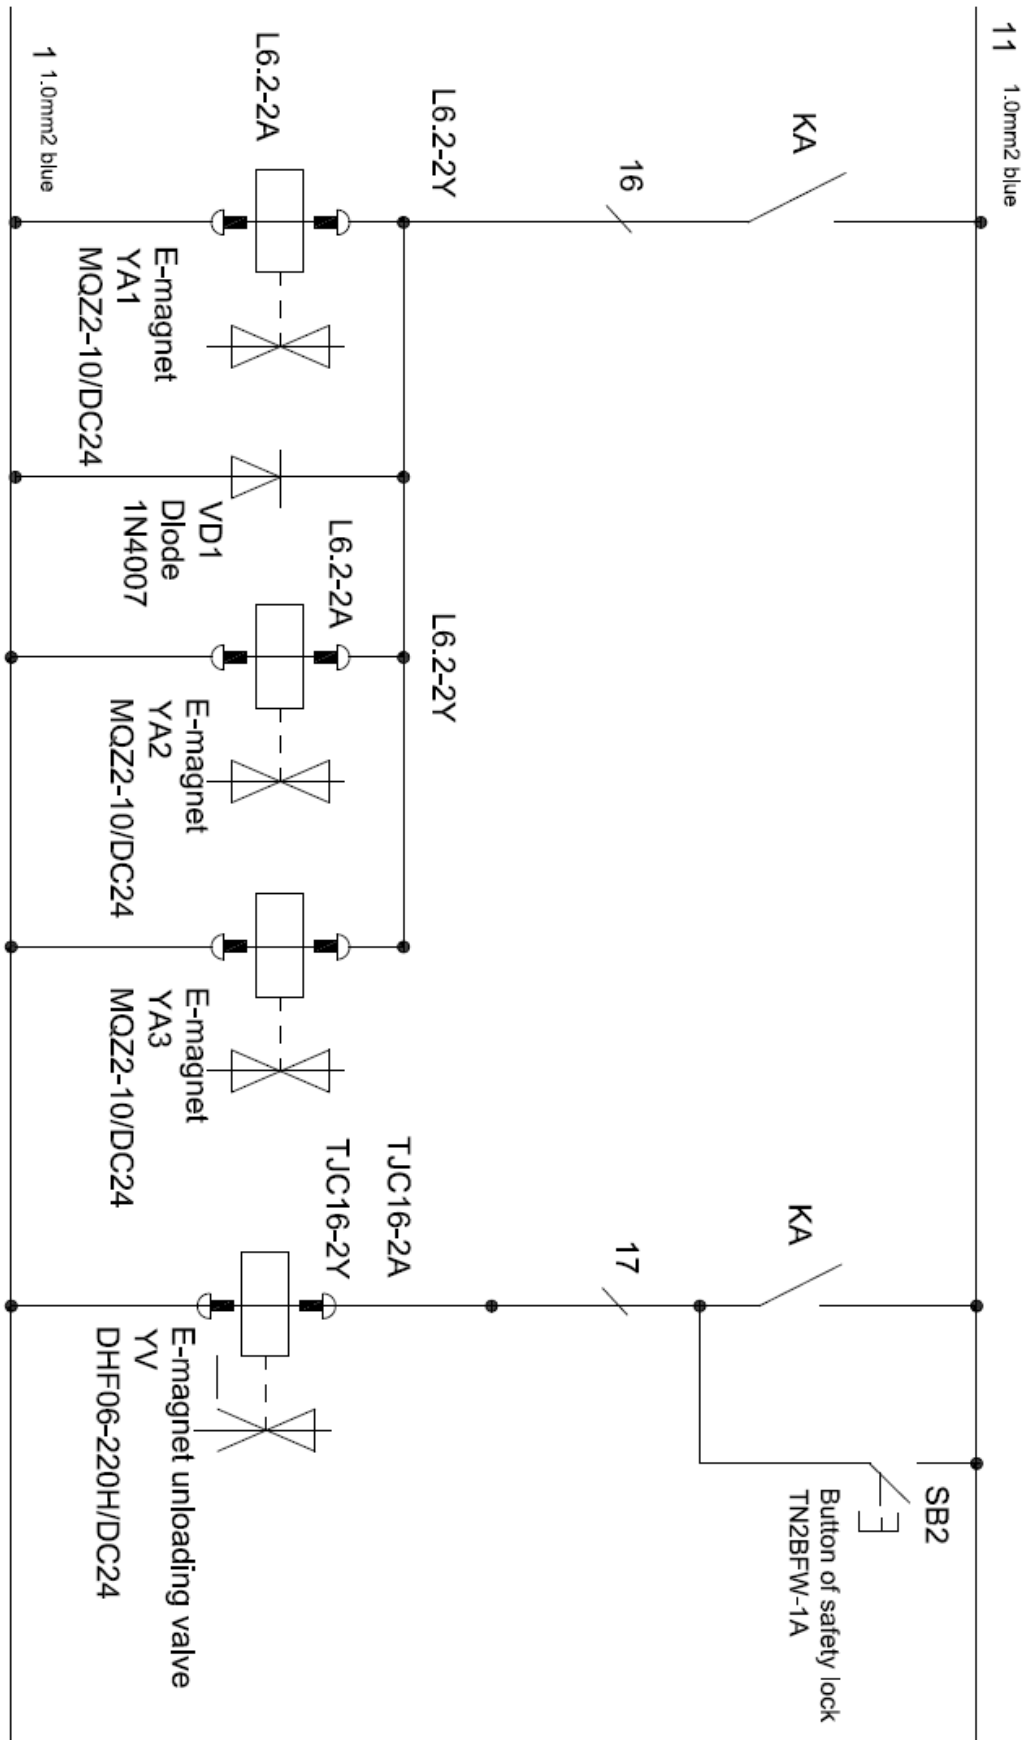 11 1.0mm2 blue
KA
KA
SB2
Button of safety lock
TN2BFW-1A
16
17
L6.2-2Y
L6.2-2Y
TJC16-2A
TJC16-2Y
L6.2-2A
L6.2-2A
E-magnet
YA1
MQZ2-10/DC24
VD1
Dlode
1N4007
E-magnet
YA2
MQZ2-10/DC24
E-magnet
YA3
MQZ2-10/DC24
E-magnet unloading valve
YV
DHF06-220H/DC24
1 1.0mm2 blue